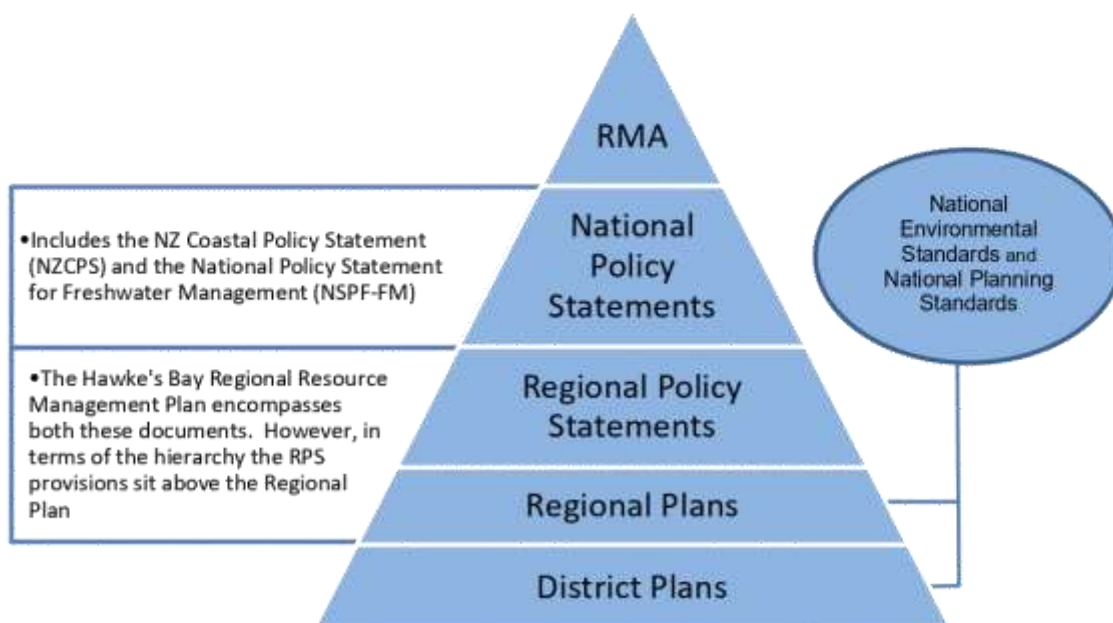 RMA
•Includes the NZ Coastal Policy Statement
(NZCPS) and the National Policy Statement
for Freshwater Management (NSPF-FM)
National
Policy
Statements
National
Environmental
Standards and
National Planning
Standards
•The Hawke's Bay Regional Resource
Management Plan encompasses
both these documents.  However, in
terms of the hierarchy the RPS
provisions sit above the Regional
Plan
Regional Policy
Statements
Regional Plans
District Plans